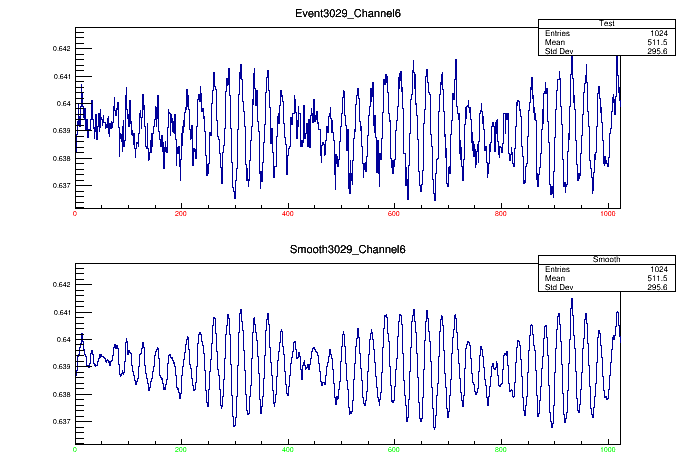 Event3029_Channel6
Test
Entries 1024
Mean 511.5
Std Dev 295.6
0.642
0.641
0.64
0.639
0.638
0.637
0 200 400 600 800 1000
Smooth3029_Channel6
Smooth
Entries 1024
Mean 511.5
Std Dev 295.6
0.642
0.641
0.64
0.639
0.638
0.637
0 200 400 600 800 1000